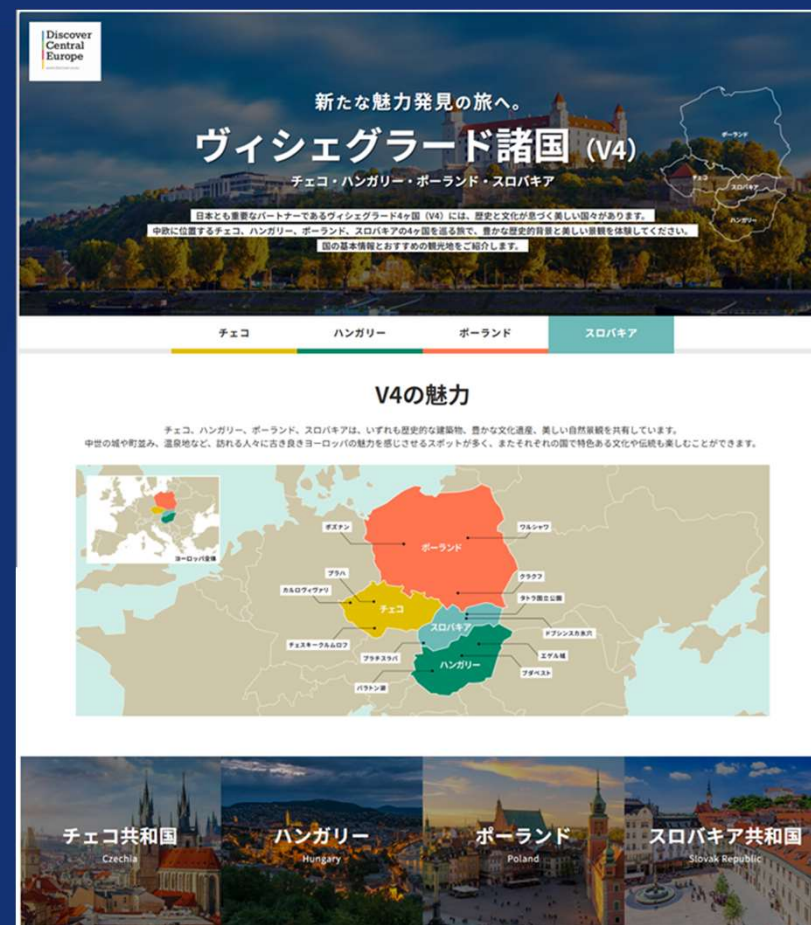 Discover
Central
Europe
新たな魅力発見の旅へ。
ヴィシェグラード諸国（V4）
チェコ・ハンガリー・ポーランド・スロバキア
日本とも重要なパートナーであるヴィシェグラード4ヶ国（V4）には、歴史と文化が息づく美しい国々があります。
中欧に位置するチェコ、ハンガリー、ポーランド、スロバキアの4ヶ国を巡る旅で、豊かな歴史的背景と美しい景観を体験してください。
国の基本情報とおすすめの観光地をご紹介します。
ポーランド
チェコ
スロバキア
ハンガリー
チェコ ハンガリー ポーランド スロバキア
V4の魅力
チェコ、ハンガリー、ポーランド、スロバキアは、いずれも歴史的な建築物、豊かな文化遺産、美しい自然景観を共有しています。
中世の城や町並み、温泉地など、訪れる人々に古き良きヨーロッパの魅力を感じさせるスポットが多く、またそれぞれの国で特色ある文化や伝統も楽しむことができます。
ヨーロッパ全体
ポズナン
ワルシャワ
ポーランド
プラハ
クラクフ
カルロヴィヴァリ
タトラ国立公園
チェコ
スロバキア
ドブシンスカ氷穴
チェスキークルムロフ
ブラチスラバ
エゲル城
ハンガリー
ブダペスト
バラトン湖
チェコ共和国
Czechia
ハンガリー
Hungary
ポーランド
Poland
スロバキア共和国
Slovak Republic